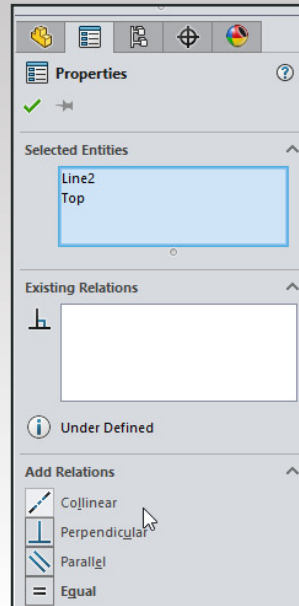 Properties
Selected Entities
Line2
Top
Existing Relations
Under Defined
Add Relations
Collinear
Perpendicular
Parallel
Equal